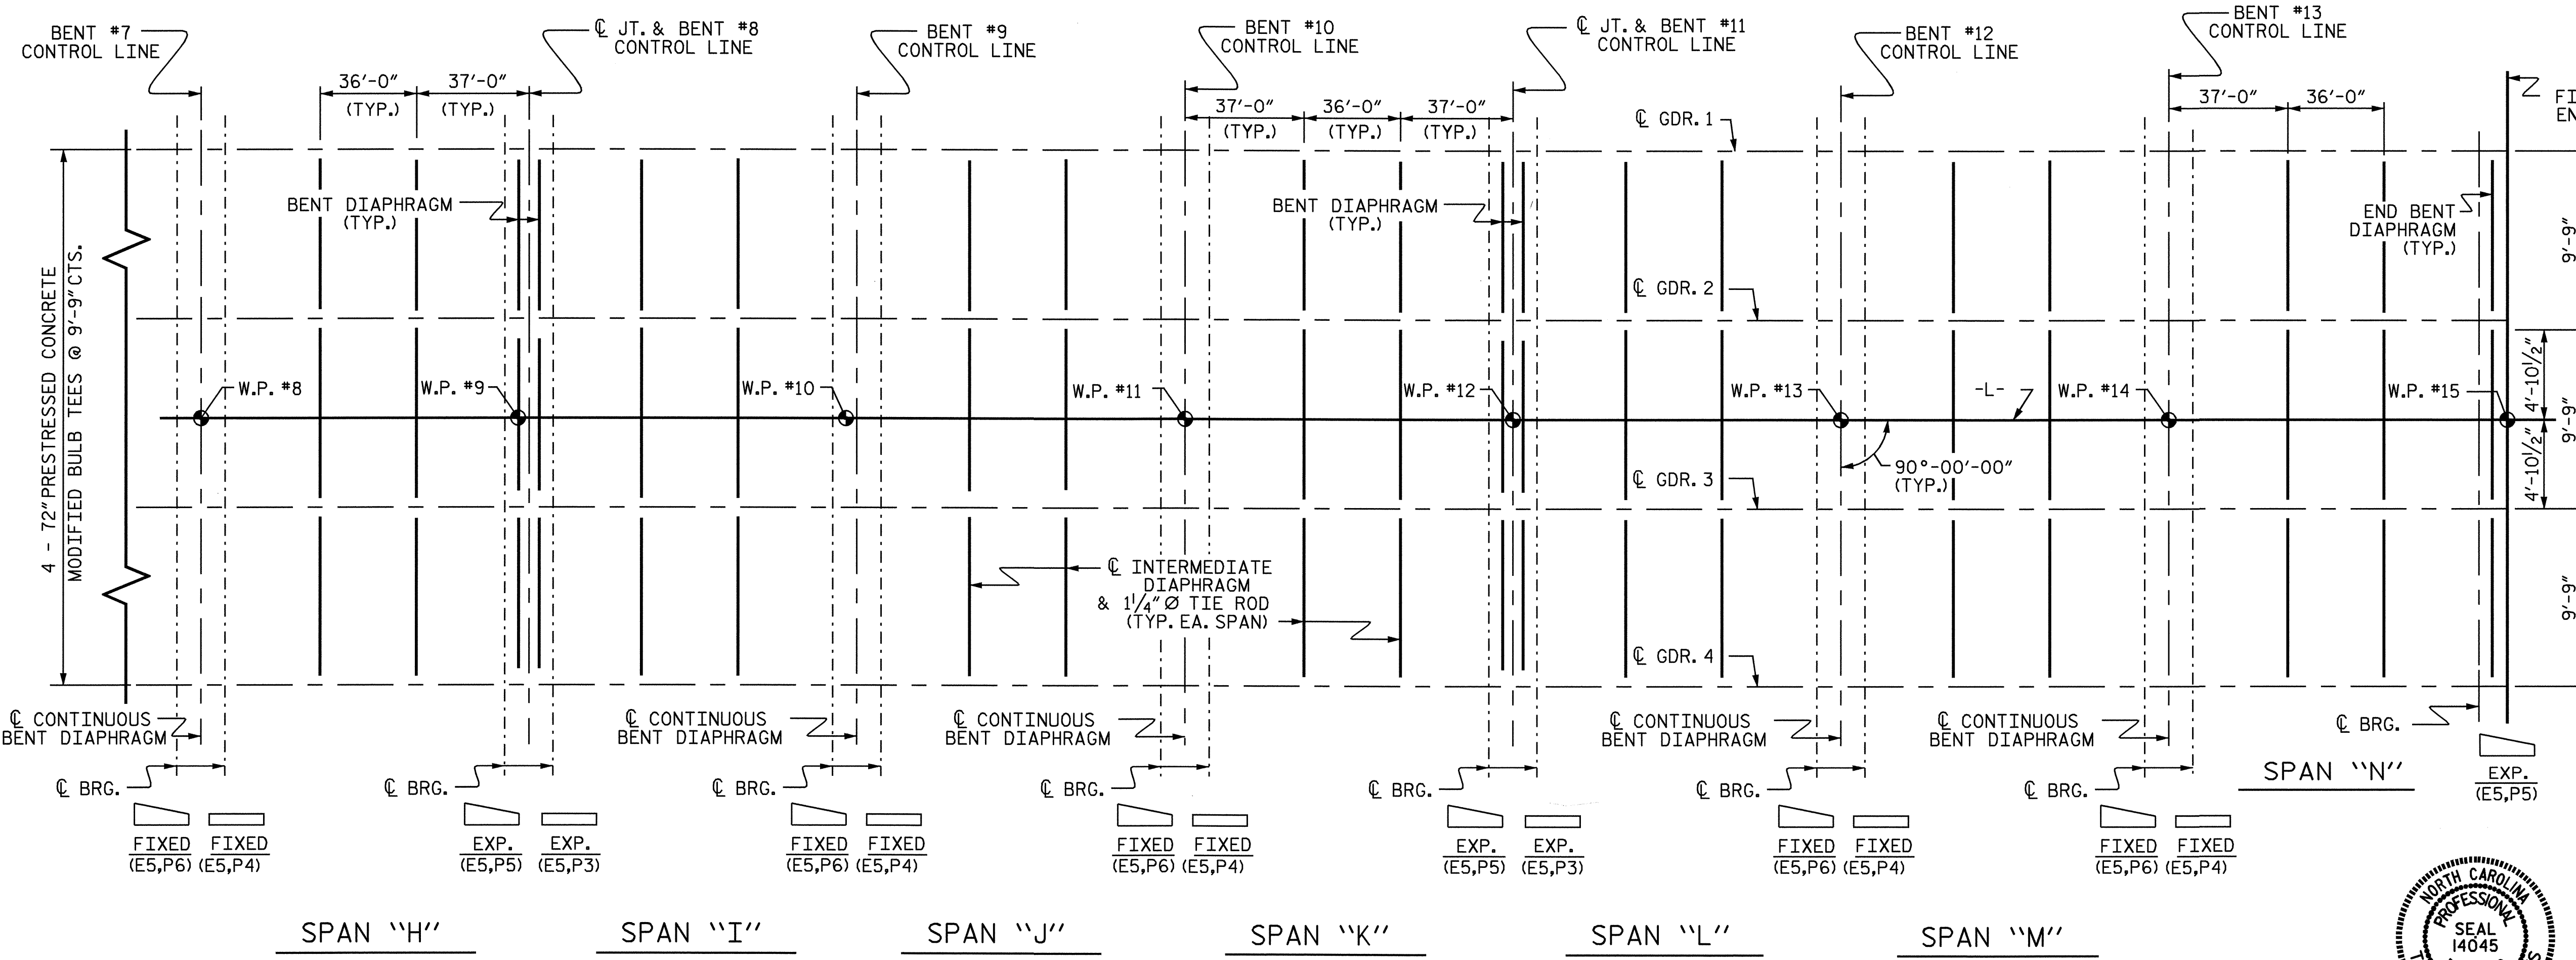 BENT #7
CONTROL LINE
℄ JT. & BENT #8
CONTROL LINE
BENT #9
CONTROL LINE
BENT #10
CONTROL LINE
℄ JT. & BENT #11
CONTROL LINE
BENT #12
CONTROL LINE
BENT #13
CONTROL LINE
36'-0"
(TYP.)
37'-0"
(TYP.)
37'-0"
(TYP.)
36'-0"
(TYP.)
37'-0"
(TYP.)
37'-0"
36'-0"
℄ GDR. 1
BENT DIAPHRAGM
(TYP.)
BENT DIAPHRAGM
(TYP.)
END BENT
DIAPHRAGM
(TYP.)
4 - 72" PRESTRESSED CONCRETE
MODIFIED BULB TEES @ 9'-9" CTS.
℄ GDR. 2
9'-9"
9'-9"
9'-9"
4'-10½"
4'-10½"
W.P. #8
W.P. #9
W.P. #10
W.P. #11
W.P. #12
W.P. #13
-L-
W.P. #14
W.P. #15
90°-00'-00"
(TYP.)
℄ GDR. 3
℄ INTERMEDIATE
DIAPHRAGM
& 1¼" Ø TIE ROD
(TYP. EA. SPAN)
℄ GDR. 4
℄ CONTINUOUS
BENT DIAPHRAGM
℄ CONTINUOUS
BENT DIAPHRAGM
℄ CONTINUOUS
BENT DIAPHRAGM
℄ CONTINUOUS
BENT DIAPHRAGM
℄ CONTINUOUS
BENT DIAPHRAGM
℄ BRG.
℄ BRG.
℄ BRG.
℄ BRG.
℄ BRG.
℄ BRG.
℄ BRG.
℄ BRG.
FIXED
(E5,P6)
FIXED
(E5,P4)
EXP.
(E5,P5)
EXP.
(E5,P3)
FIXED
(E5,P6)
FIXED
(E5,P4)
FIXED
(E5,P6)
FIXED
(E5,P4)
EXP.
(E5,P5)
EXP.
(E5,P3)
FIXED
(E5,P6)
FIXED
(E5,P4)
FIXED
(E5,P6)
FIXED
(E5,P4)
EXP.
(E5,P5)
SPAN "N"
SPAN "H"
SPAN "I"
SPAN "J"
SPAN "K"
SPAN "L"
SPAN "M"
NORTH CAROLINA
PROFESSIONAL
SEAL
14045